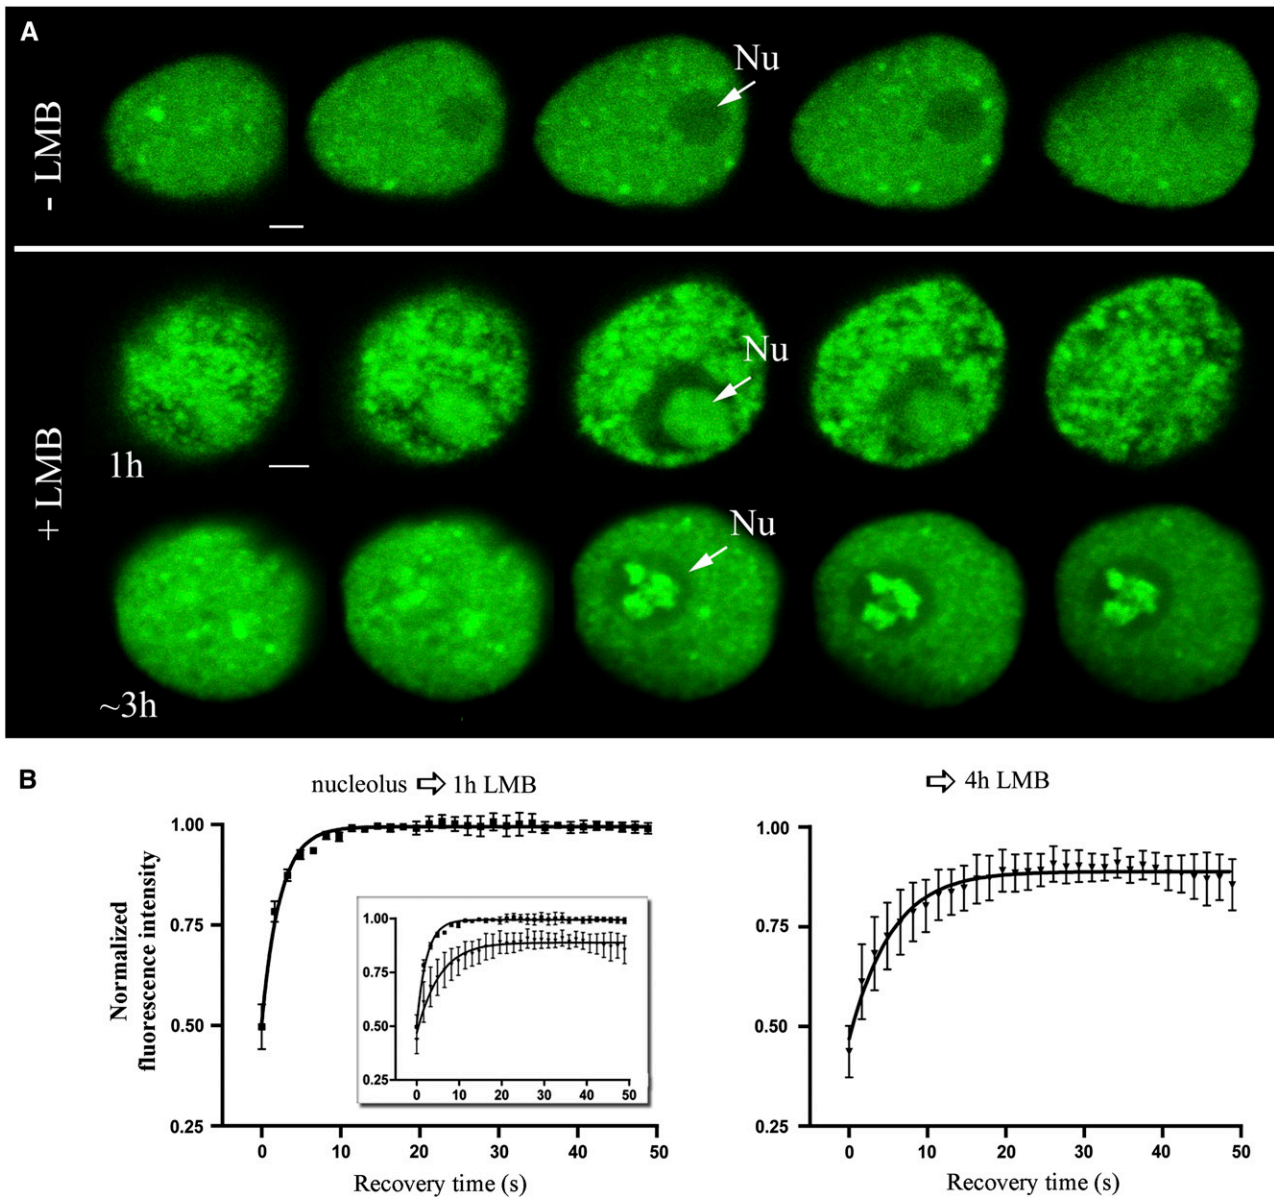 A
- LMB
Nu
+ LMB
1h
Nu
~3h
Nu
B
nucleolus ⇨ 1h LMB
Normalized
fluorescence intensity
1.00
0.75
0.50
0.25
0 10 20 30 40 50
Recovery time (s)
1.00
0.75
0.50
0.25
0 10 20 30 40 50
⇨ 4h LMB
1.00
0.75
0.50
0.25
0 10 20 30 40 50
Recovery time (s)